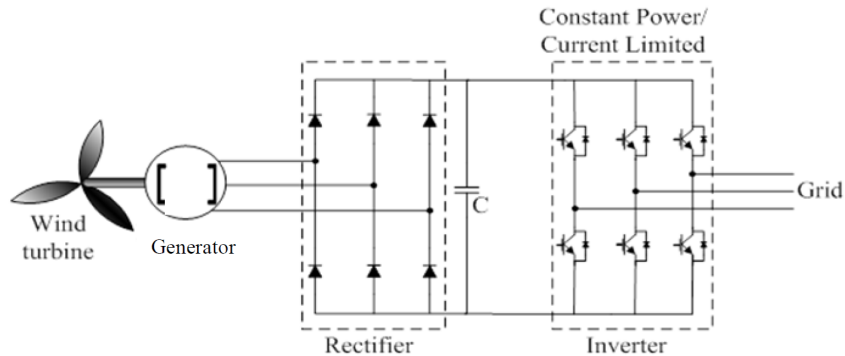 Constant Power/
Current Limited
Wind
turbine
Generator
C
Grid
Rectifier
Inverter